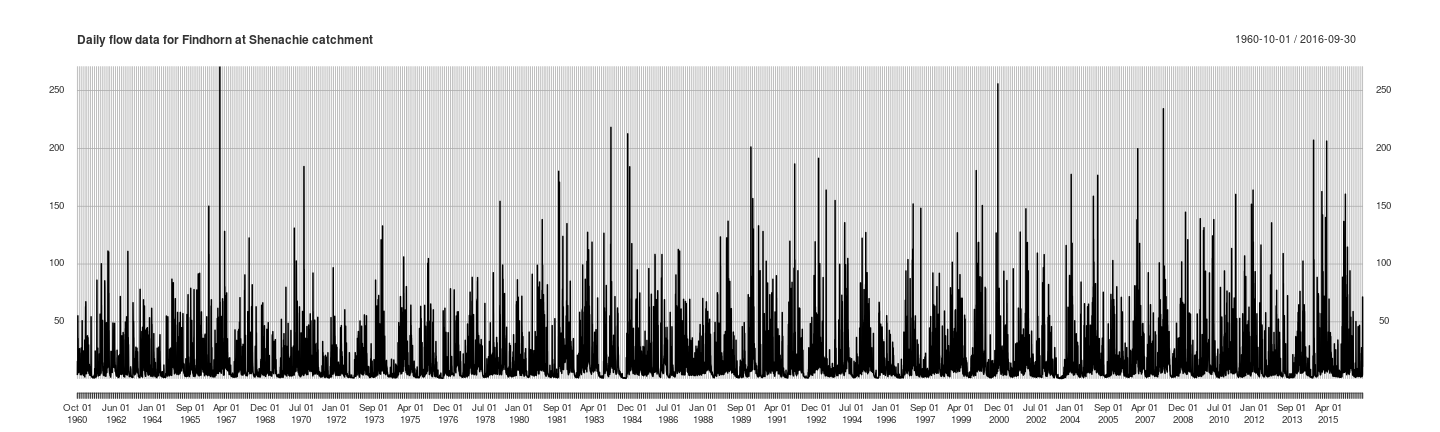 Daily flow data for Findhorn at Shenachie catchment
1960-10-01 / 2016-09-30
250 250
200 200
150 150
100 100
50 50
Oct 01 Jun 01 Jan 01 Sep 01 Apr 01 Dec 01 Jul 01 Jan 01 Sep 01 Apr 01 Dec 01 Jul 01 Jan 01 Sep 01 Apr 01 Dec 01 Jul 01 Jan 01 Sep 01 Apr 01 Dec 01 Jul 01 Jan 01 Sep 01 Apr 01 Dec 01 Jul 01 Jan 01 Sep 01 Apr 01 Dec 01 Jul 01 Jan 01 Sep 01 Apr 01
1960 1962 1964 1965 1967 1968 1970 1972 1973 1975 1976 1978 1980 1981 1983 1984 1986 1988 1989 1991 1992 1994 1996 1997 1999 2000 2002 2004 2005 2007 2008 2010 2012 2013 2015